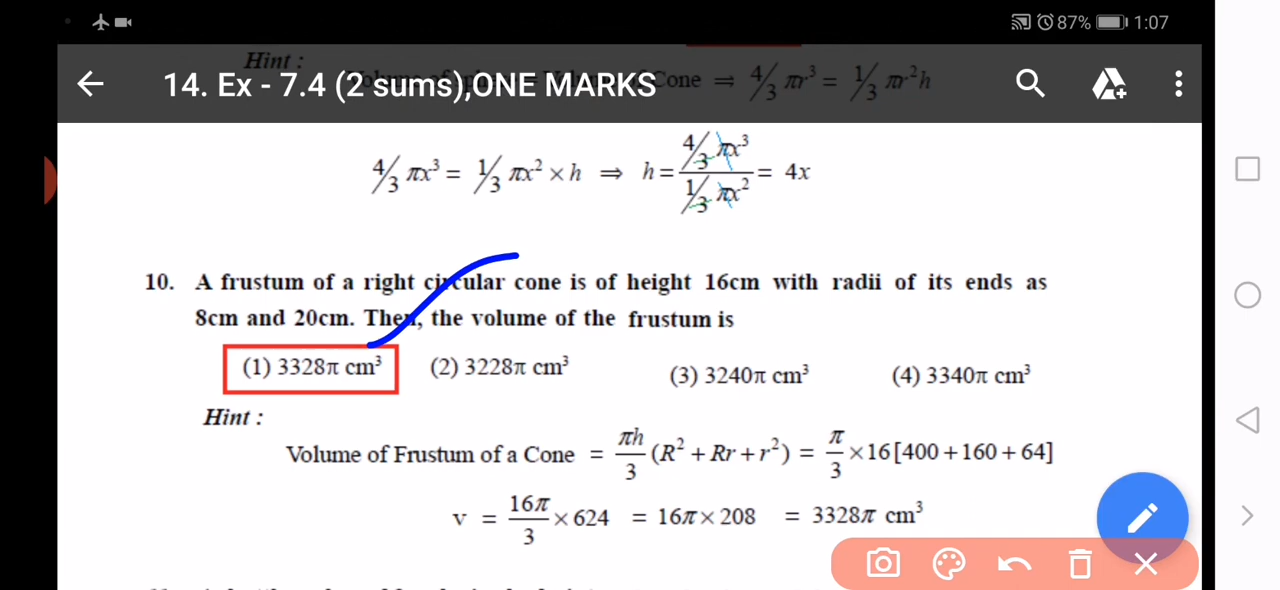 87% 1:07
Hint :
14. Ex - 7.4 (2 sums),ONE MARKS
Cone ⇒ 4/3 πr³ = 1/3 πr²h
4/3 πx³ = 1/3 πx² × h ⇒ h = (4/3 πx³)/(1/3 πx²) = 4x
10. A frustum of a right circular cone is of height 16cm with radii of its ends as
8cm and 20cm. Then, the volume of the frustum is
(1) 3328π cm³ (2) 3228π cm³ (3) 3240π cm³ (4) 3340π cm³
Hint :
Volume of Frustum of a Cone = πh/3 (R² + Rr + r²) = π/3 ×16[400+160+64]
v = 16π/3 × 624 = 16π × 208 = 3328π cm³